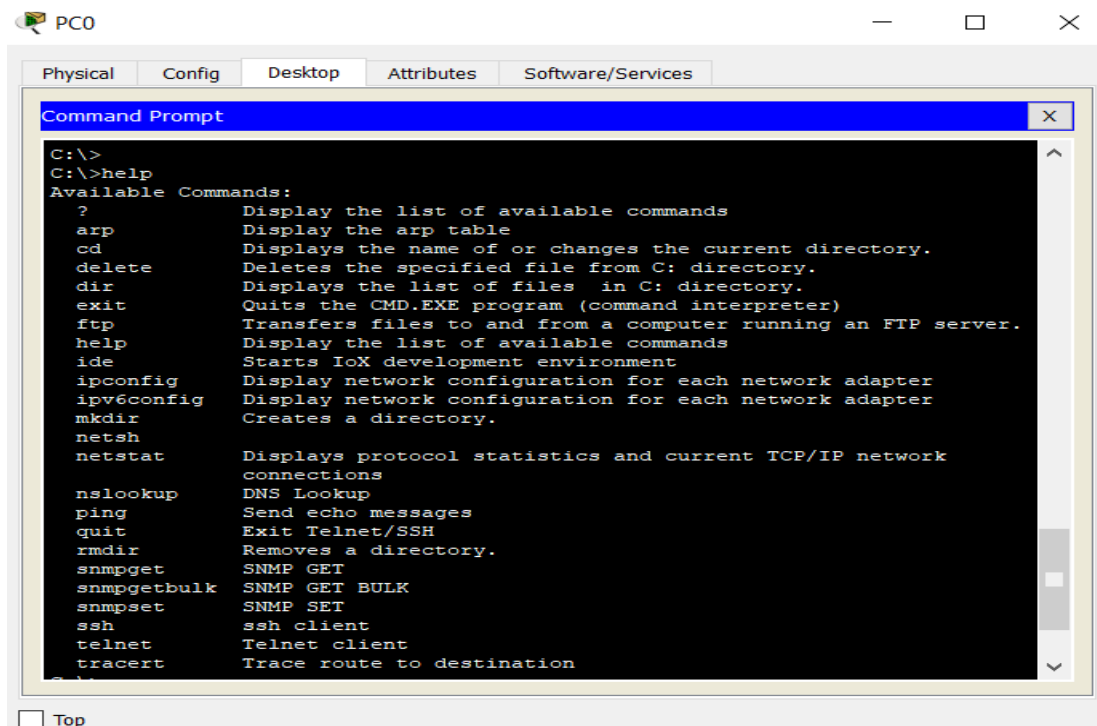 PC0
Physical Config Desktop Attributes Software/Services
Command Prompt X
C:\>
C:\>help
Available Commands:
? Display the list of available commands
arp Display the arp table
cd Displays the name of or changes the current directory.
delete Deletes the specified file from C: directory.
dir Displays the list of files  in C: directory.
exit Quits the CMD.EXE program (command interpreter)
ftp Transfers files to and from a computer running an FTP server.
help Display the list of available commands
ide Starts IoX development environment
ipconfig Display network configuration for each network adapter
ipv6config Display network configuration for each network adapter
mkdir Creates a directory.
netsh
netstat Displays protocol statistics and current TCP/IP network
connections
nslookup DNS Lookup
ping Send echo messages
quit Exit Telnet/SSH
rmdir Removes a directory.
snmpget SNMP GET
snmpgetbulk SNMP GET BULK
snmpset SNMP SET
ssh ssh client
telnet Telnet client
tracert Trace route to destination
Top